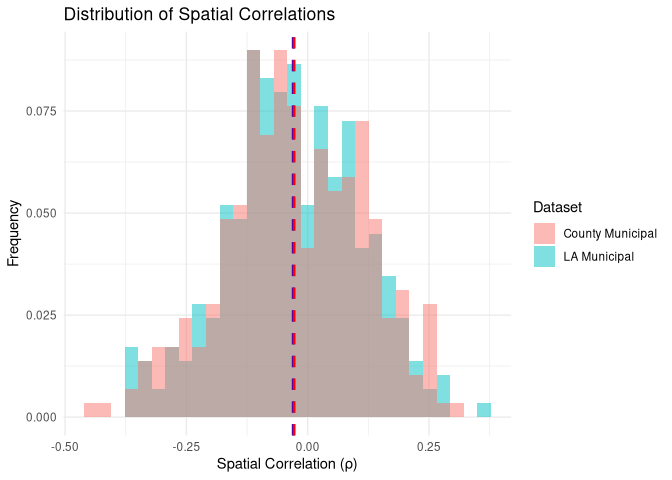 Distribution of Spatial Correlations
Frequency
0.075
0.050
0.025
0.000
-0.50
-0.25
0.00
0.25
Spatial Correlation (ρ)
Dataset
County Municipal
LA Municipal